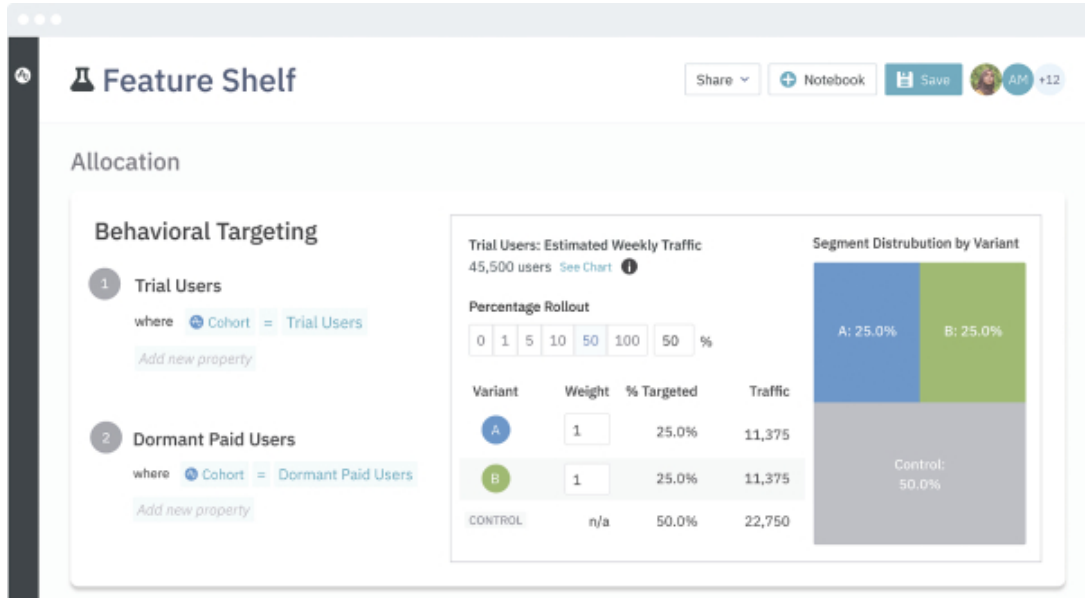 Feature Shelf
Share
Notebook
Save
AM
+12
Allocation
Behavioral Targeting
1
Trial Users
where Cohort = Trial Users
Add new property
2
Dormant Paid Users
where Cohort = Dormant Paid Users
Add new property
Trial Users: Estimated Weekly Traffic
45,500 users See Chart i
Percentage Rollout
0 1 5 10 50 100 50 %
Variant Weight % Targeted Traffic
A 1 25.0% 11,375
B 1 25.0% 11,375
CONTROL n/a 50.0% 22,750
Segment Distrubution by Variant
A: 25.0% B: 25.0%
Control:
50.0%